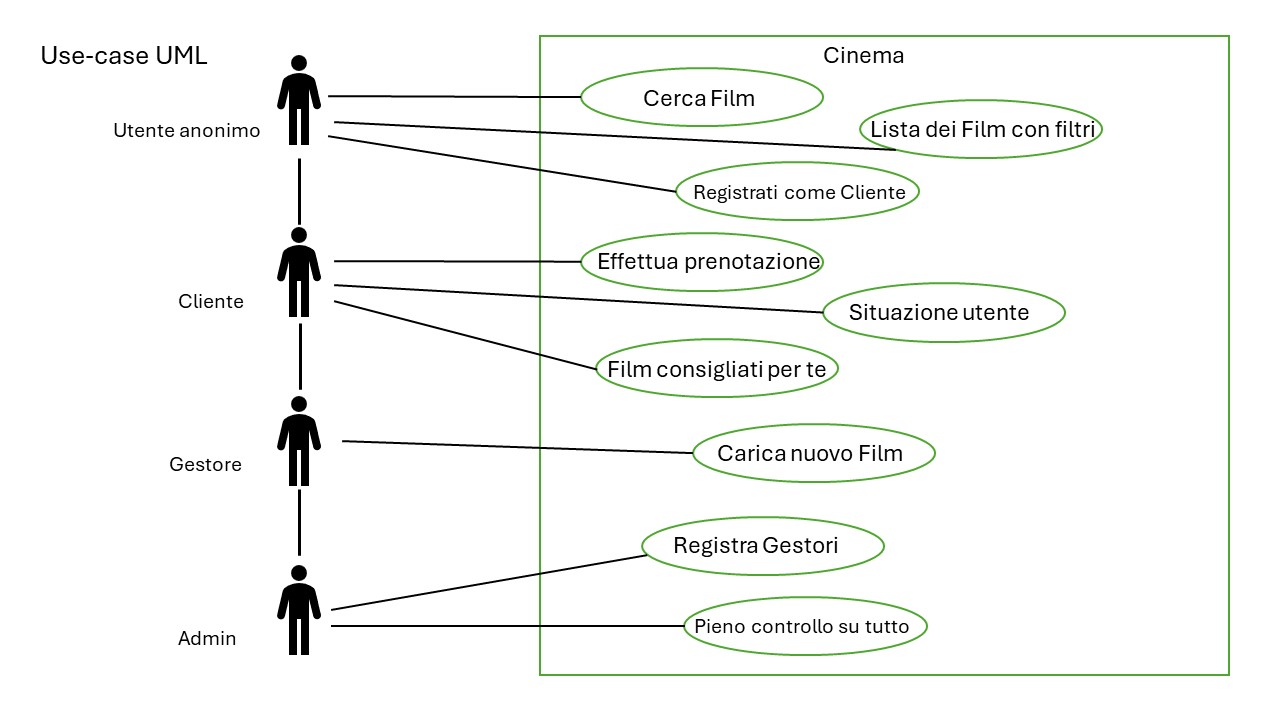 Use-case UML
Cinema
Utente anonimo
Cerca Film
Lista dei Film con filtri
Registrati come Cliente
Cliente
Effettua prenotazione
Situazione utente
Film consigliati per te
Gestore
Carica nuovo Film
Admin
Registra Gestori
Pieno controllo su tutto